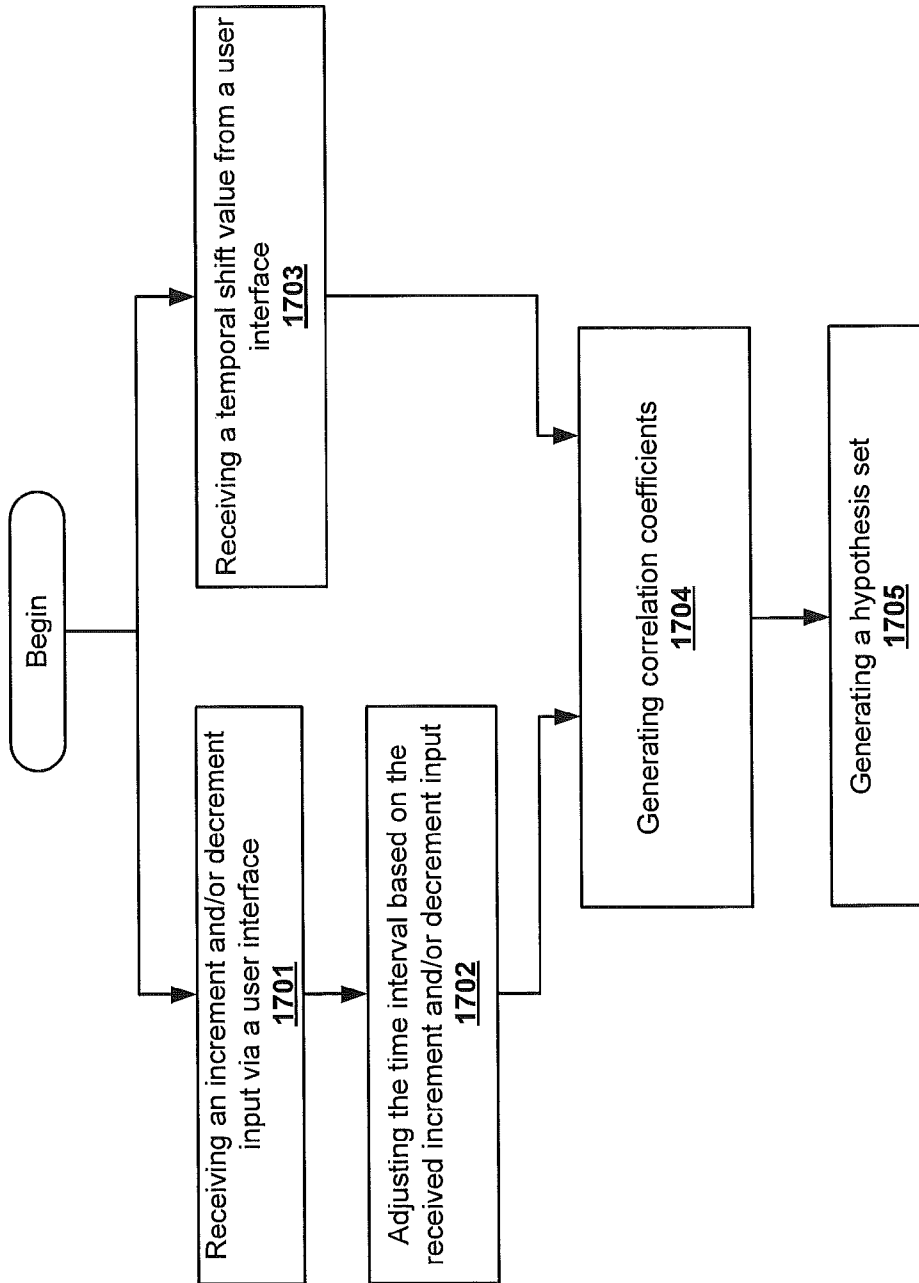 Begin
Receiving an increment and/or decrement
input via a user interface
1701
Adjusting the time interval based on the
received increment and/or decrement input
1702
Receiving a temporal shift value from a user
interface
1703
Generating correlation coefficients
1704
Generating a hypothesis set
1705